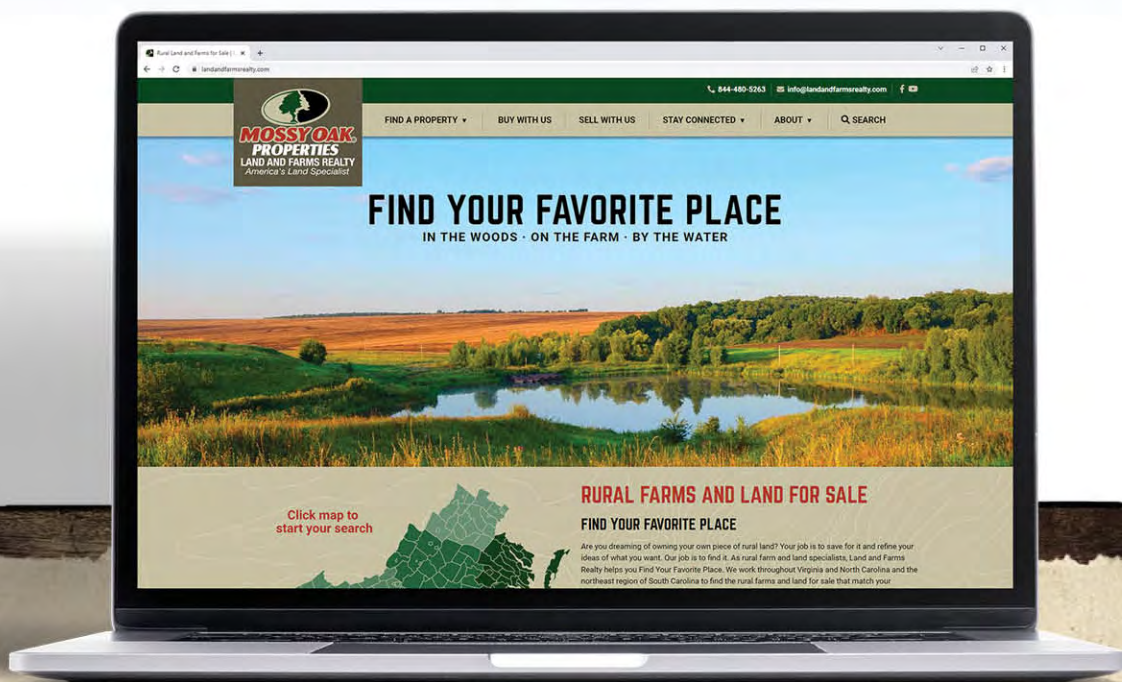 Rural Land and Farms for Sale |
landandfarmsrealty.com
844-480-5263 info@landandfarmsrealty.com
MOSSY OAK
PROPERTIES
LAND AND FARMS REALTY
America's Land Specialist
FIND A PROPERTY BUY WITH US SELL WITH US STAY CONNECTED ABOUT SEARCH
FIND YOUR FAVORITE PLACE
IN THE WOODS · ON THE FARM · BY THE WATER
Click map to
start your search
RURAL FARMS AND LAND FOR SALE
FIND YOUR FAVORITE PLACE
Are you dreaming of owning your own piece of rural land? Your job is to save for it and refine your
ideas of what you want. Our job is to find it. As rural farm and land specialists, Land and Farms
Realty helps you Find Your Favorite Place. We work throughout Virginia and North Carolina and the
northeast region of South Carolina to find the rural farms and land for sale that match your